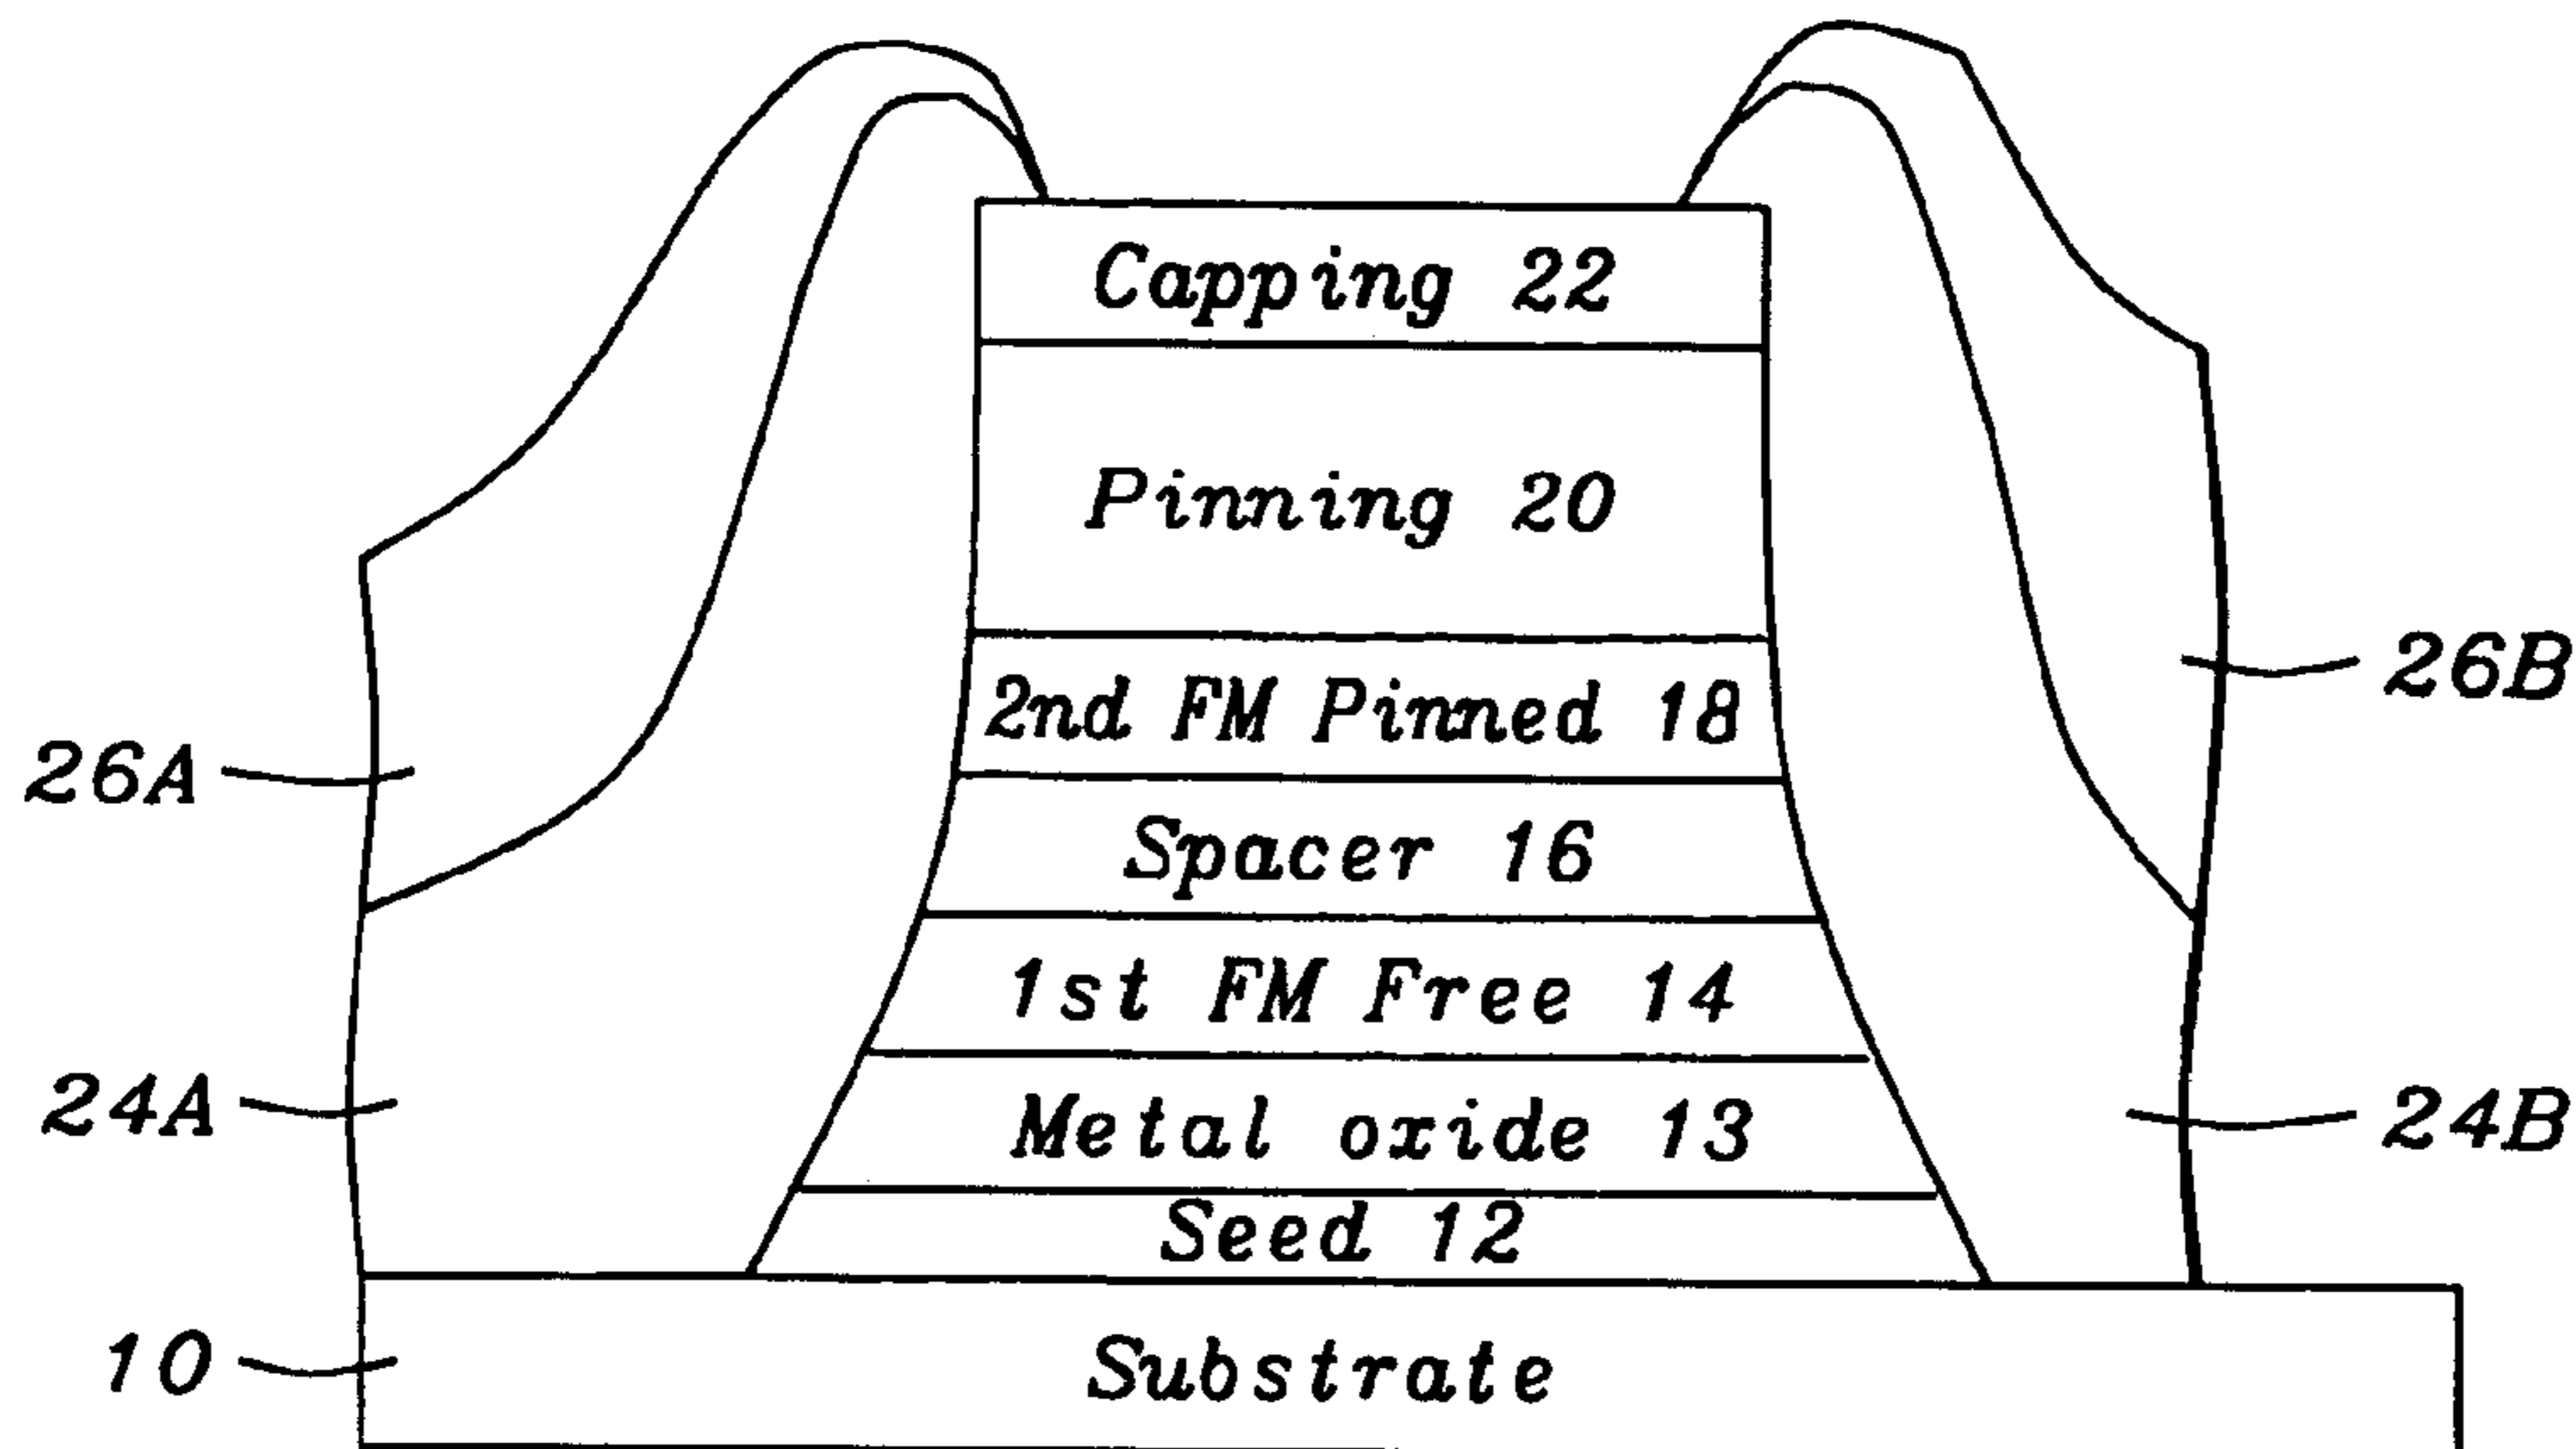 Capping 22
Pinning 20
2nd FM Pinned 18
26B
26A
Spacer 16
1st FM Free 14
24A
Metal oxide 13
24B
Seed 12
10
Substrate